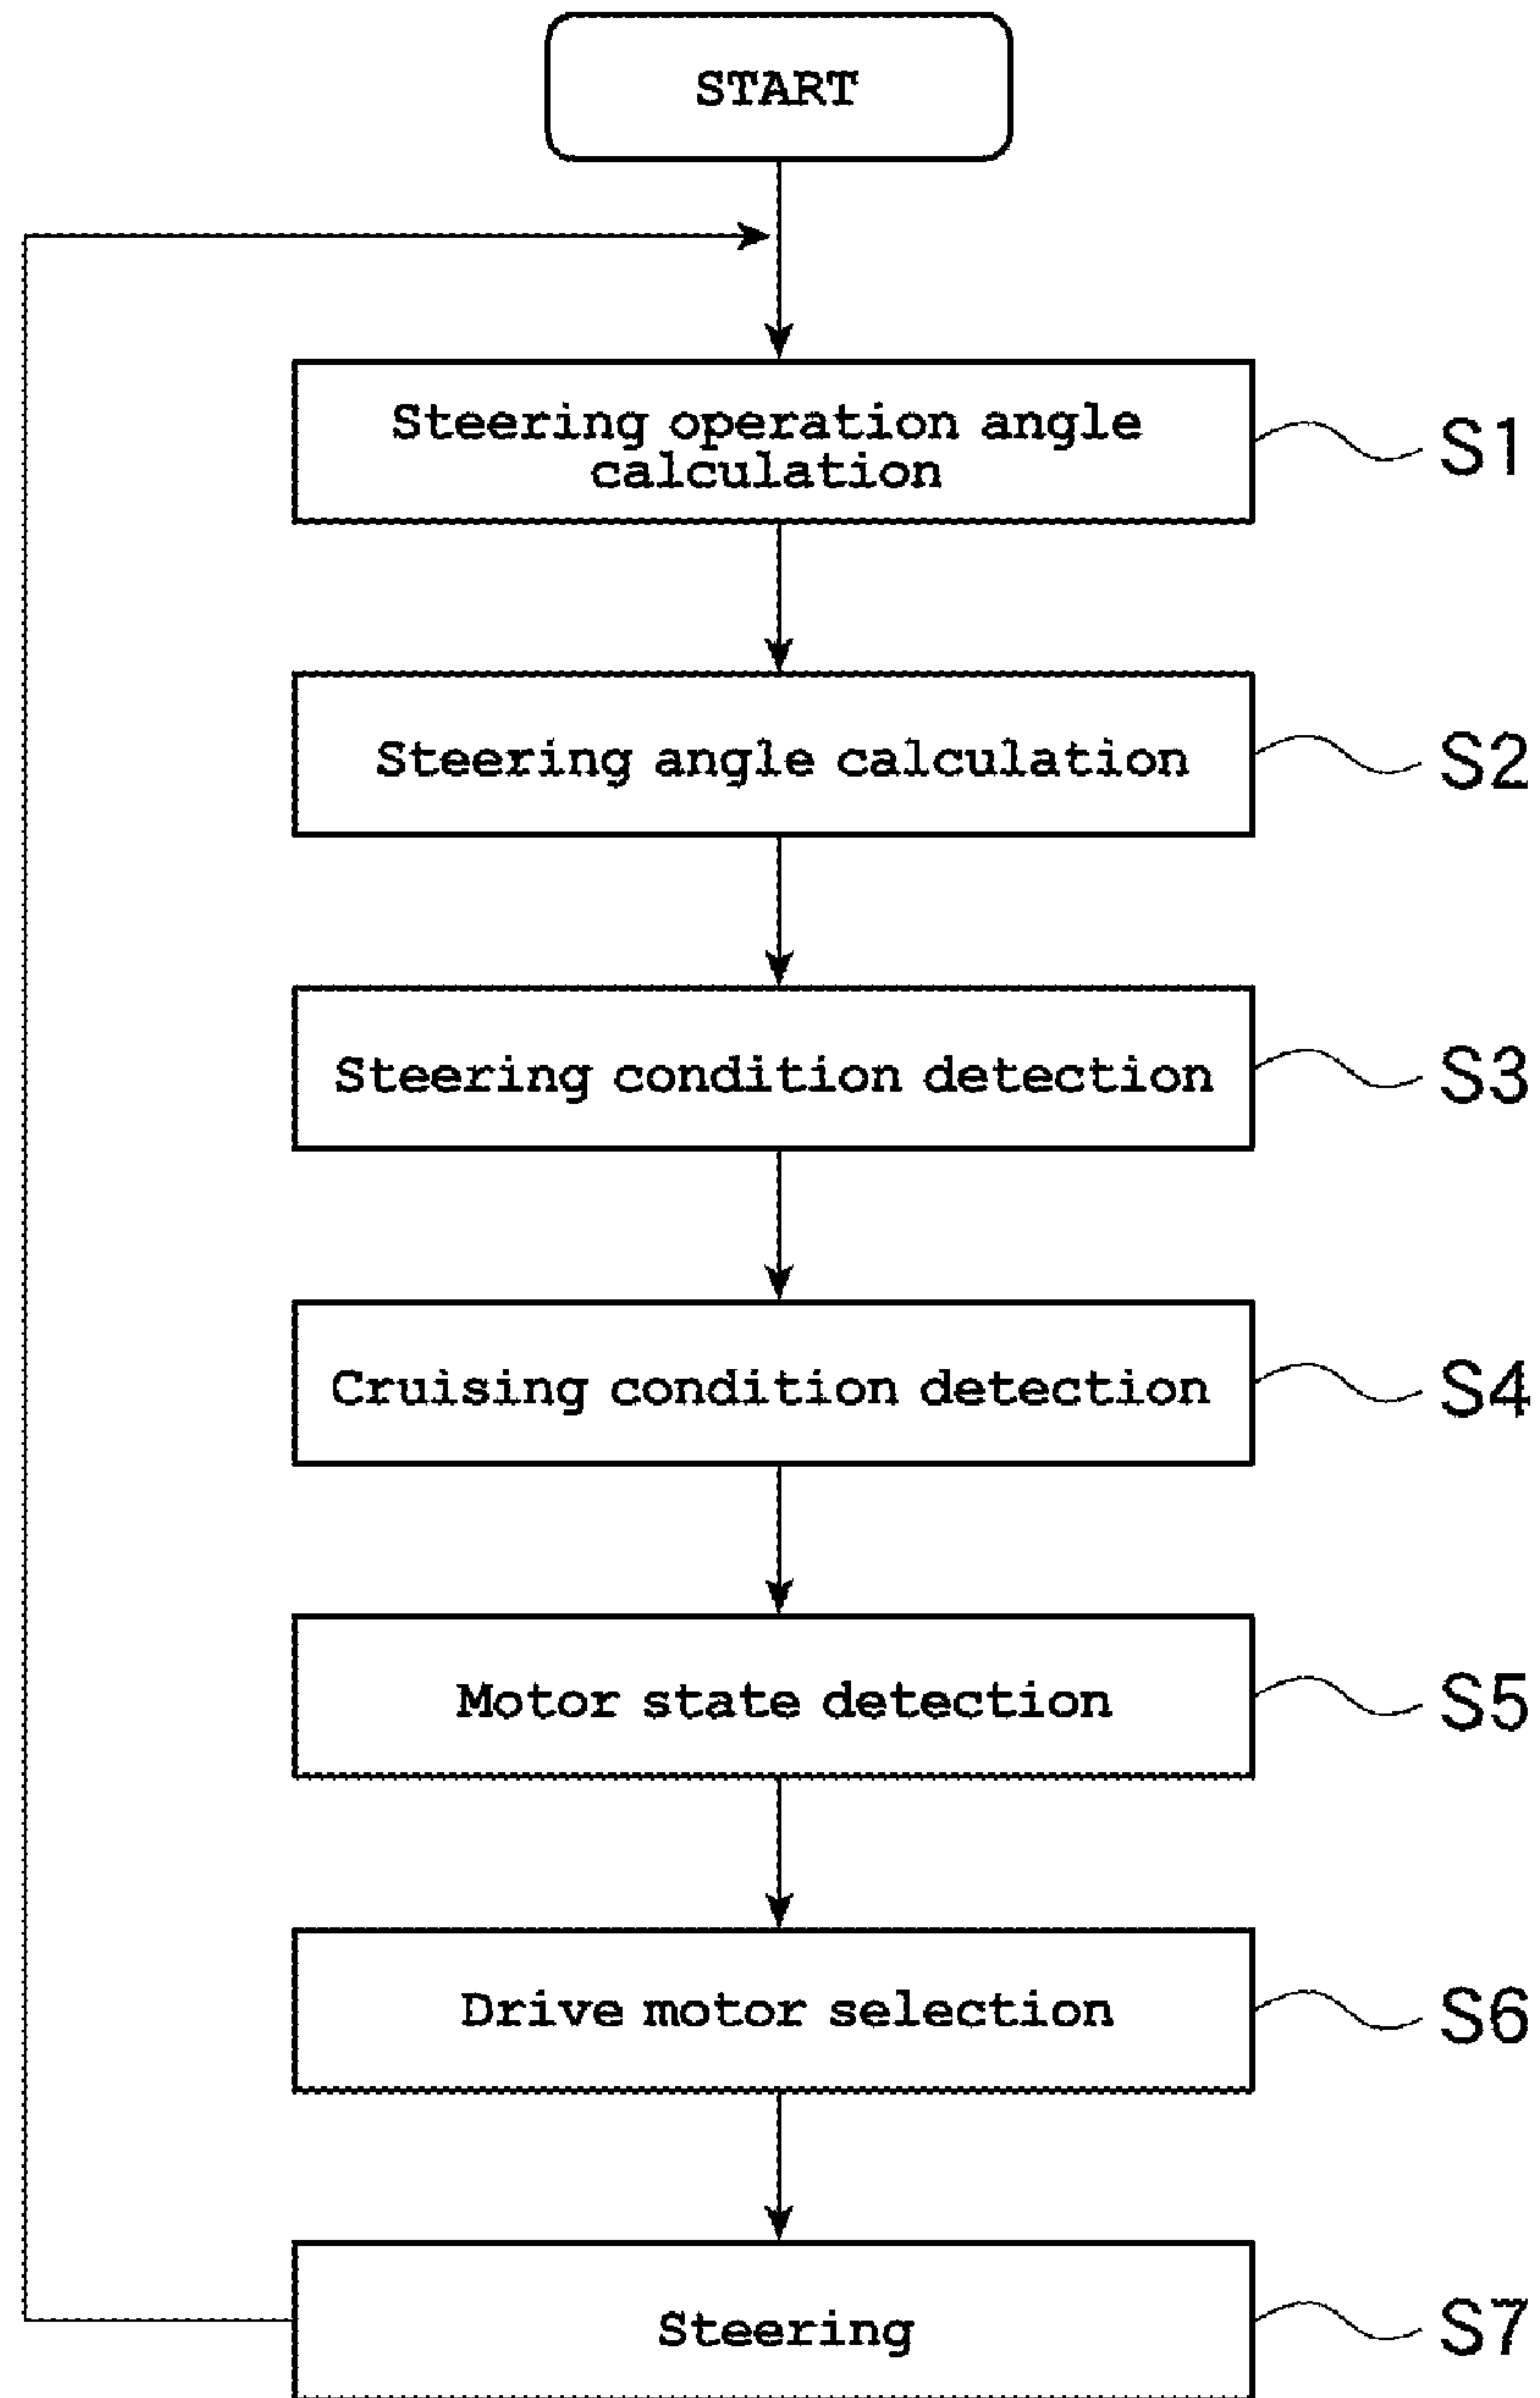 START
Steering operation angle
calculation
S1
Steering angle calculation
S2
Steering condition detection
S3
Cruising condition detection
S4
Motor state detection
S5
Drive motor selection
S6
Steering
S7